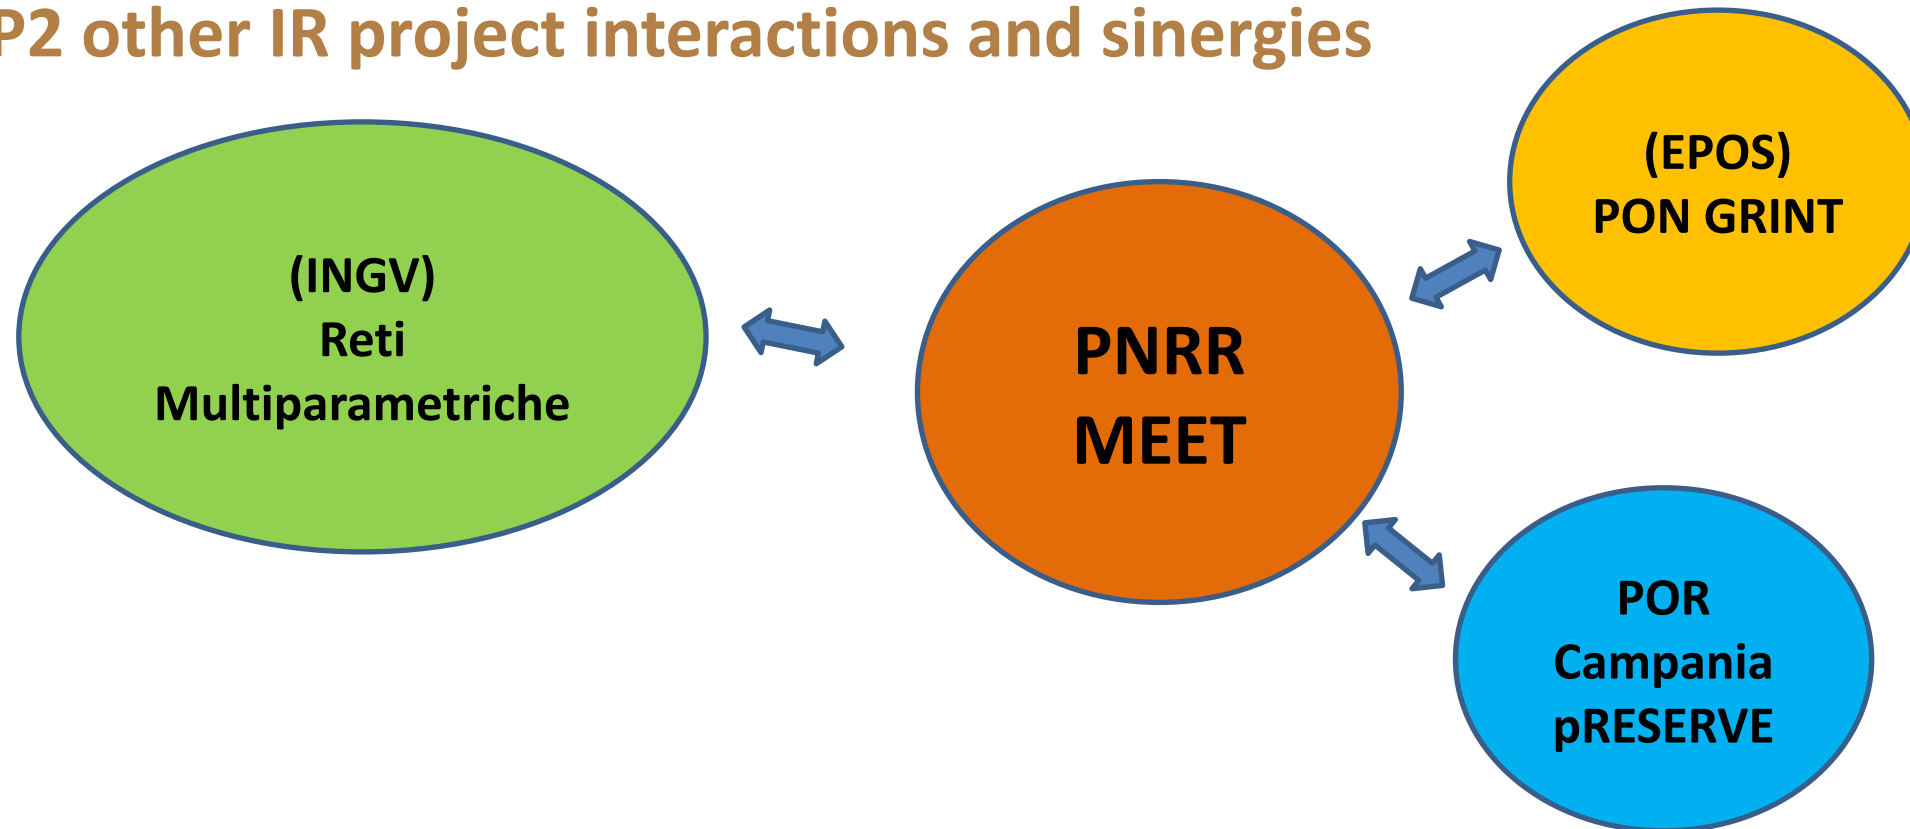 P2 other IR project interactions and sinergies
(INGV)
Reti
Multiparametriche
PNRR
MEET
(EPOS)
PON GRINT
POR
Campania
pRESERVE